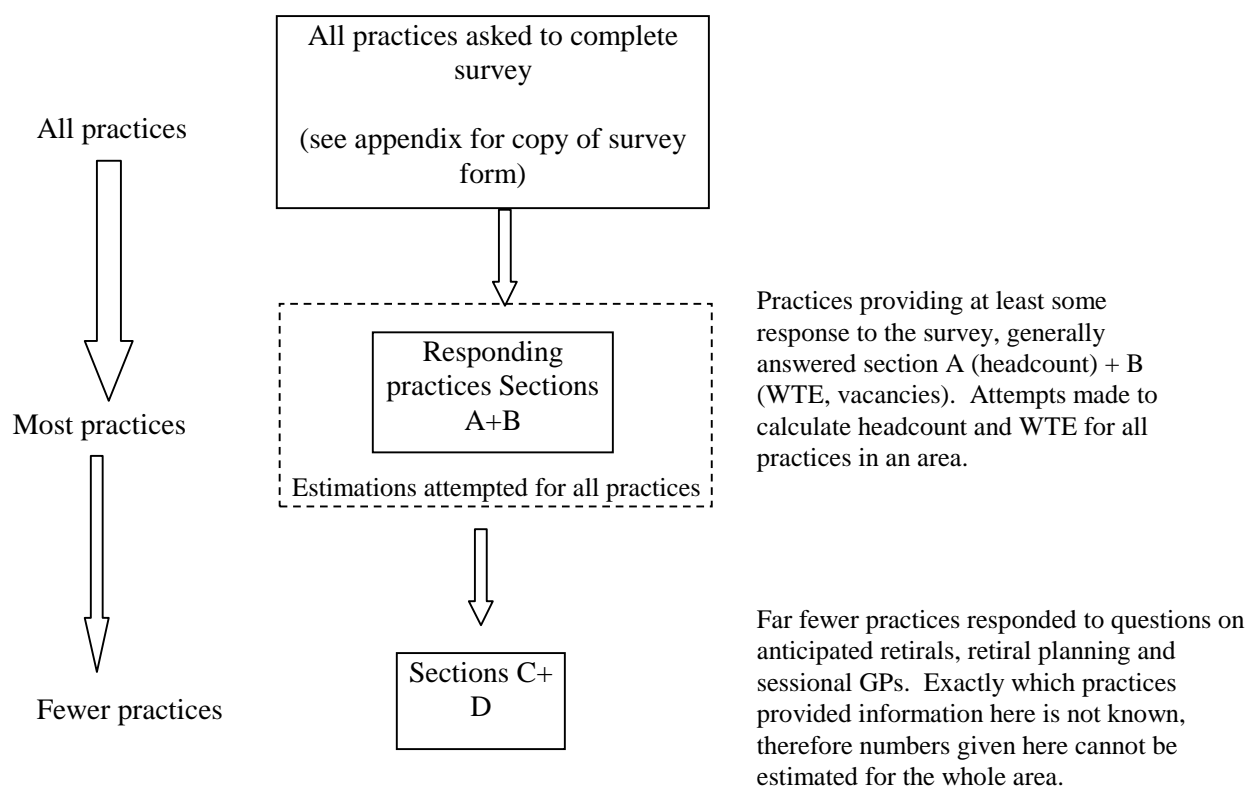 All practices asked to complete
survey
(see appendix for copy of survey
form)
All practices
Responding
practices Sections
A+B
Estimations attempted for all practices
Most practices
Practices providing at least some
response to the survey, generally
answered section A (headcount) + B
(WTE, vacancies).  Attempts made to
calculate headcount and WTE for all
practices in an area.
Sections C+
D
Fewer practices
Far fewer practices responded to questions on
anticipated retirals, retiral planning and
sessional GPs.  Exactly which practices
provided information here is not known,
therefore numbers given here cannot be
estimated for the whole area.